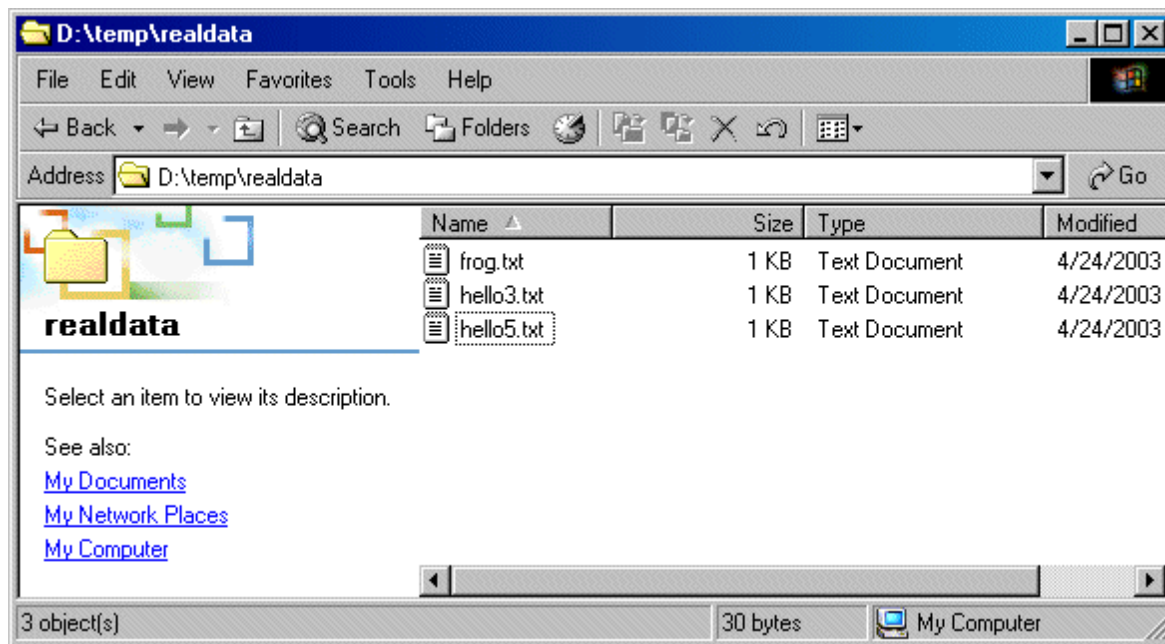 D:\temp\realdata
File Edit View Favorites Tools Help
Back Search Folders
Address D:\temp\realdata Go
Name Size Type Modified
frog.txt 1 KB Text Document 4/24/2003
hello3.txt 1 KB Text Document 4/24/2003
hello5.txt 1 KB Text Document 4/24/2003
realdata
Select an item to view its description.
See also:
My Documents
My Network Places
My Computer
3 object(s) 30 bytes My Computer